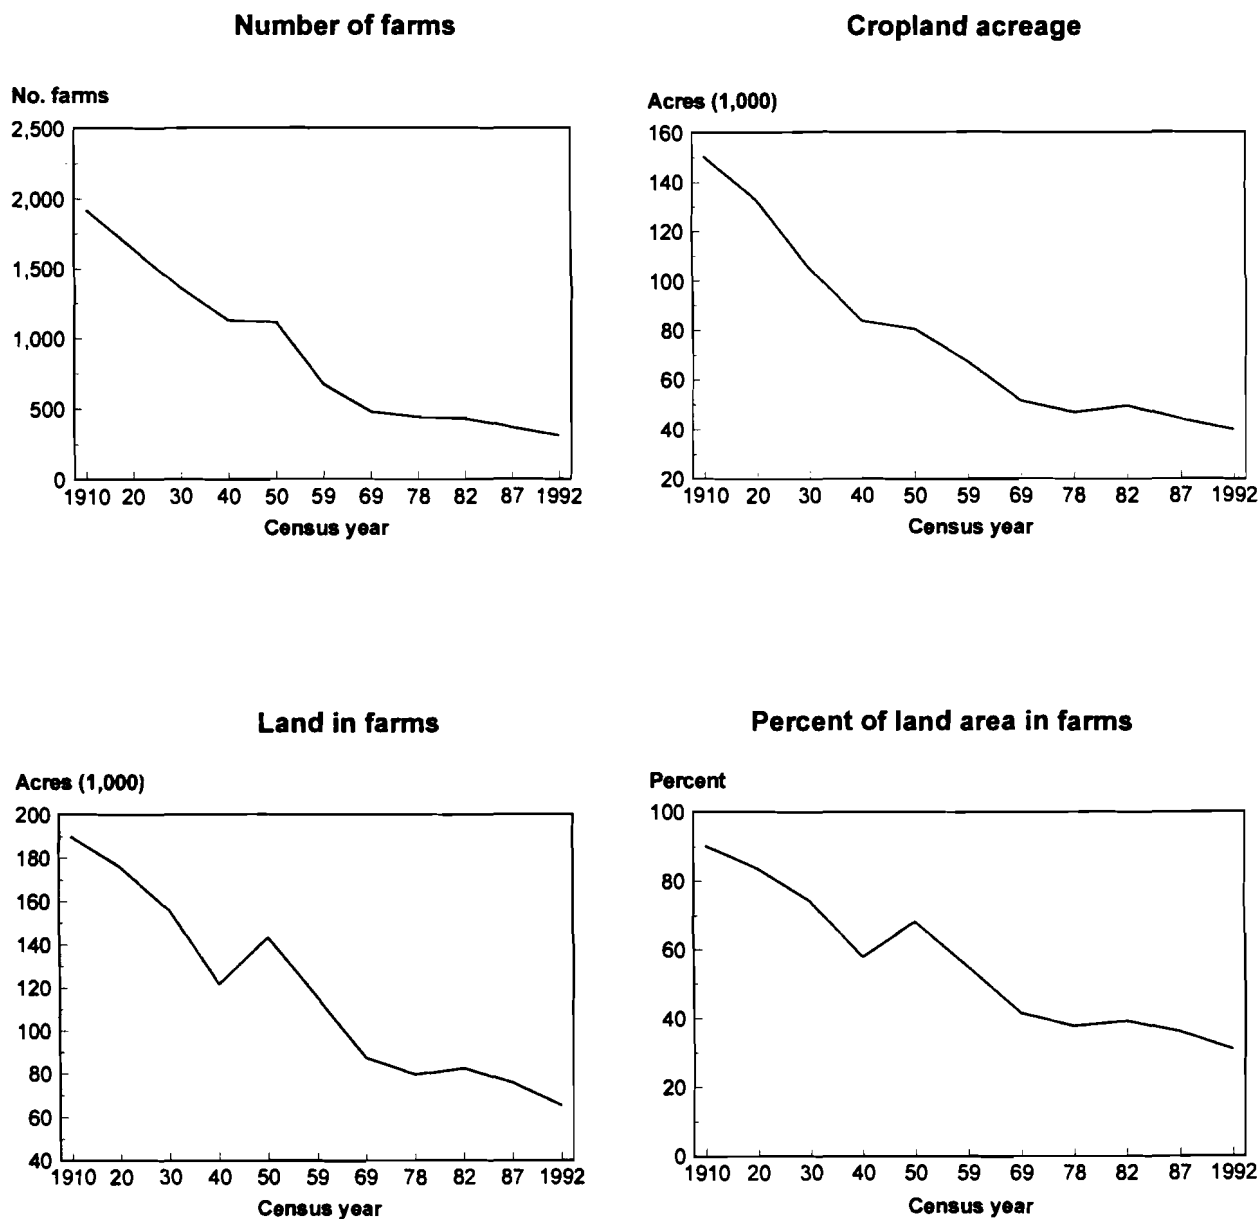 Number of farms
No. farms
2,500
2,000
1,500
1,000
500
0
1910 20 30 40 50 59 69 78 82 87 1992
Census year
Cropland acreage
Acres (1,000)
160
140
120
100
80
60
40
20
1910 20 30 40 50 59 69 78 82 87 1992
Census year
Land in farms
Acres (1,000)
200
180
160
140
120
100
80
60
40
1910 20 30 40 50 59 69 78 82 87 1992
Census year
Percent of land area in farms
Percent
100
80
60
40
20
0
1910 20 30 40 50 59 69 78 82 87 1992
Census year